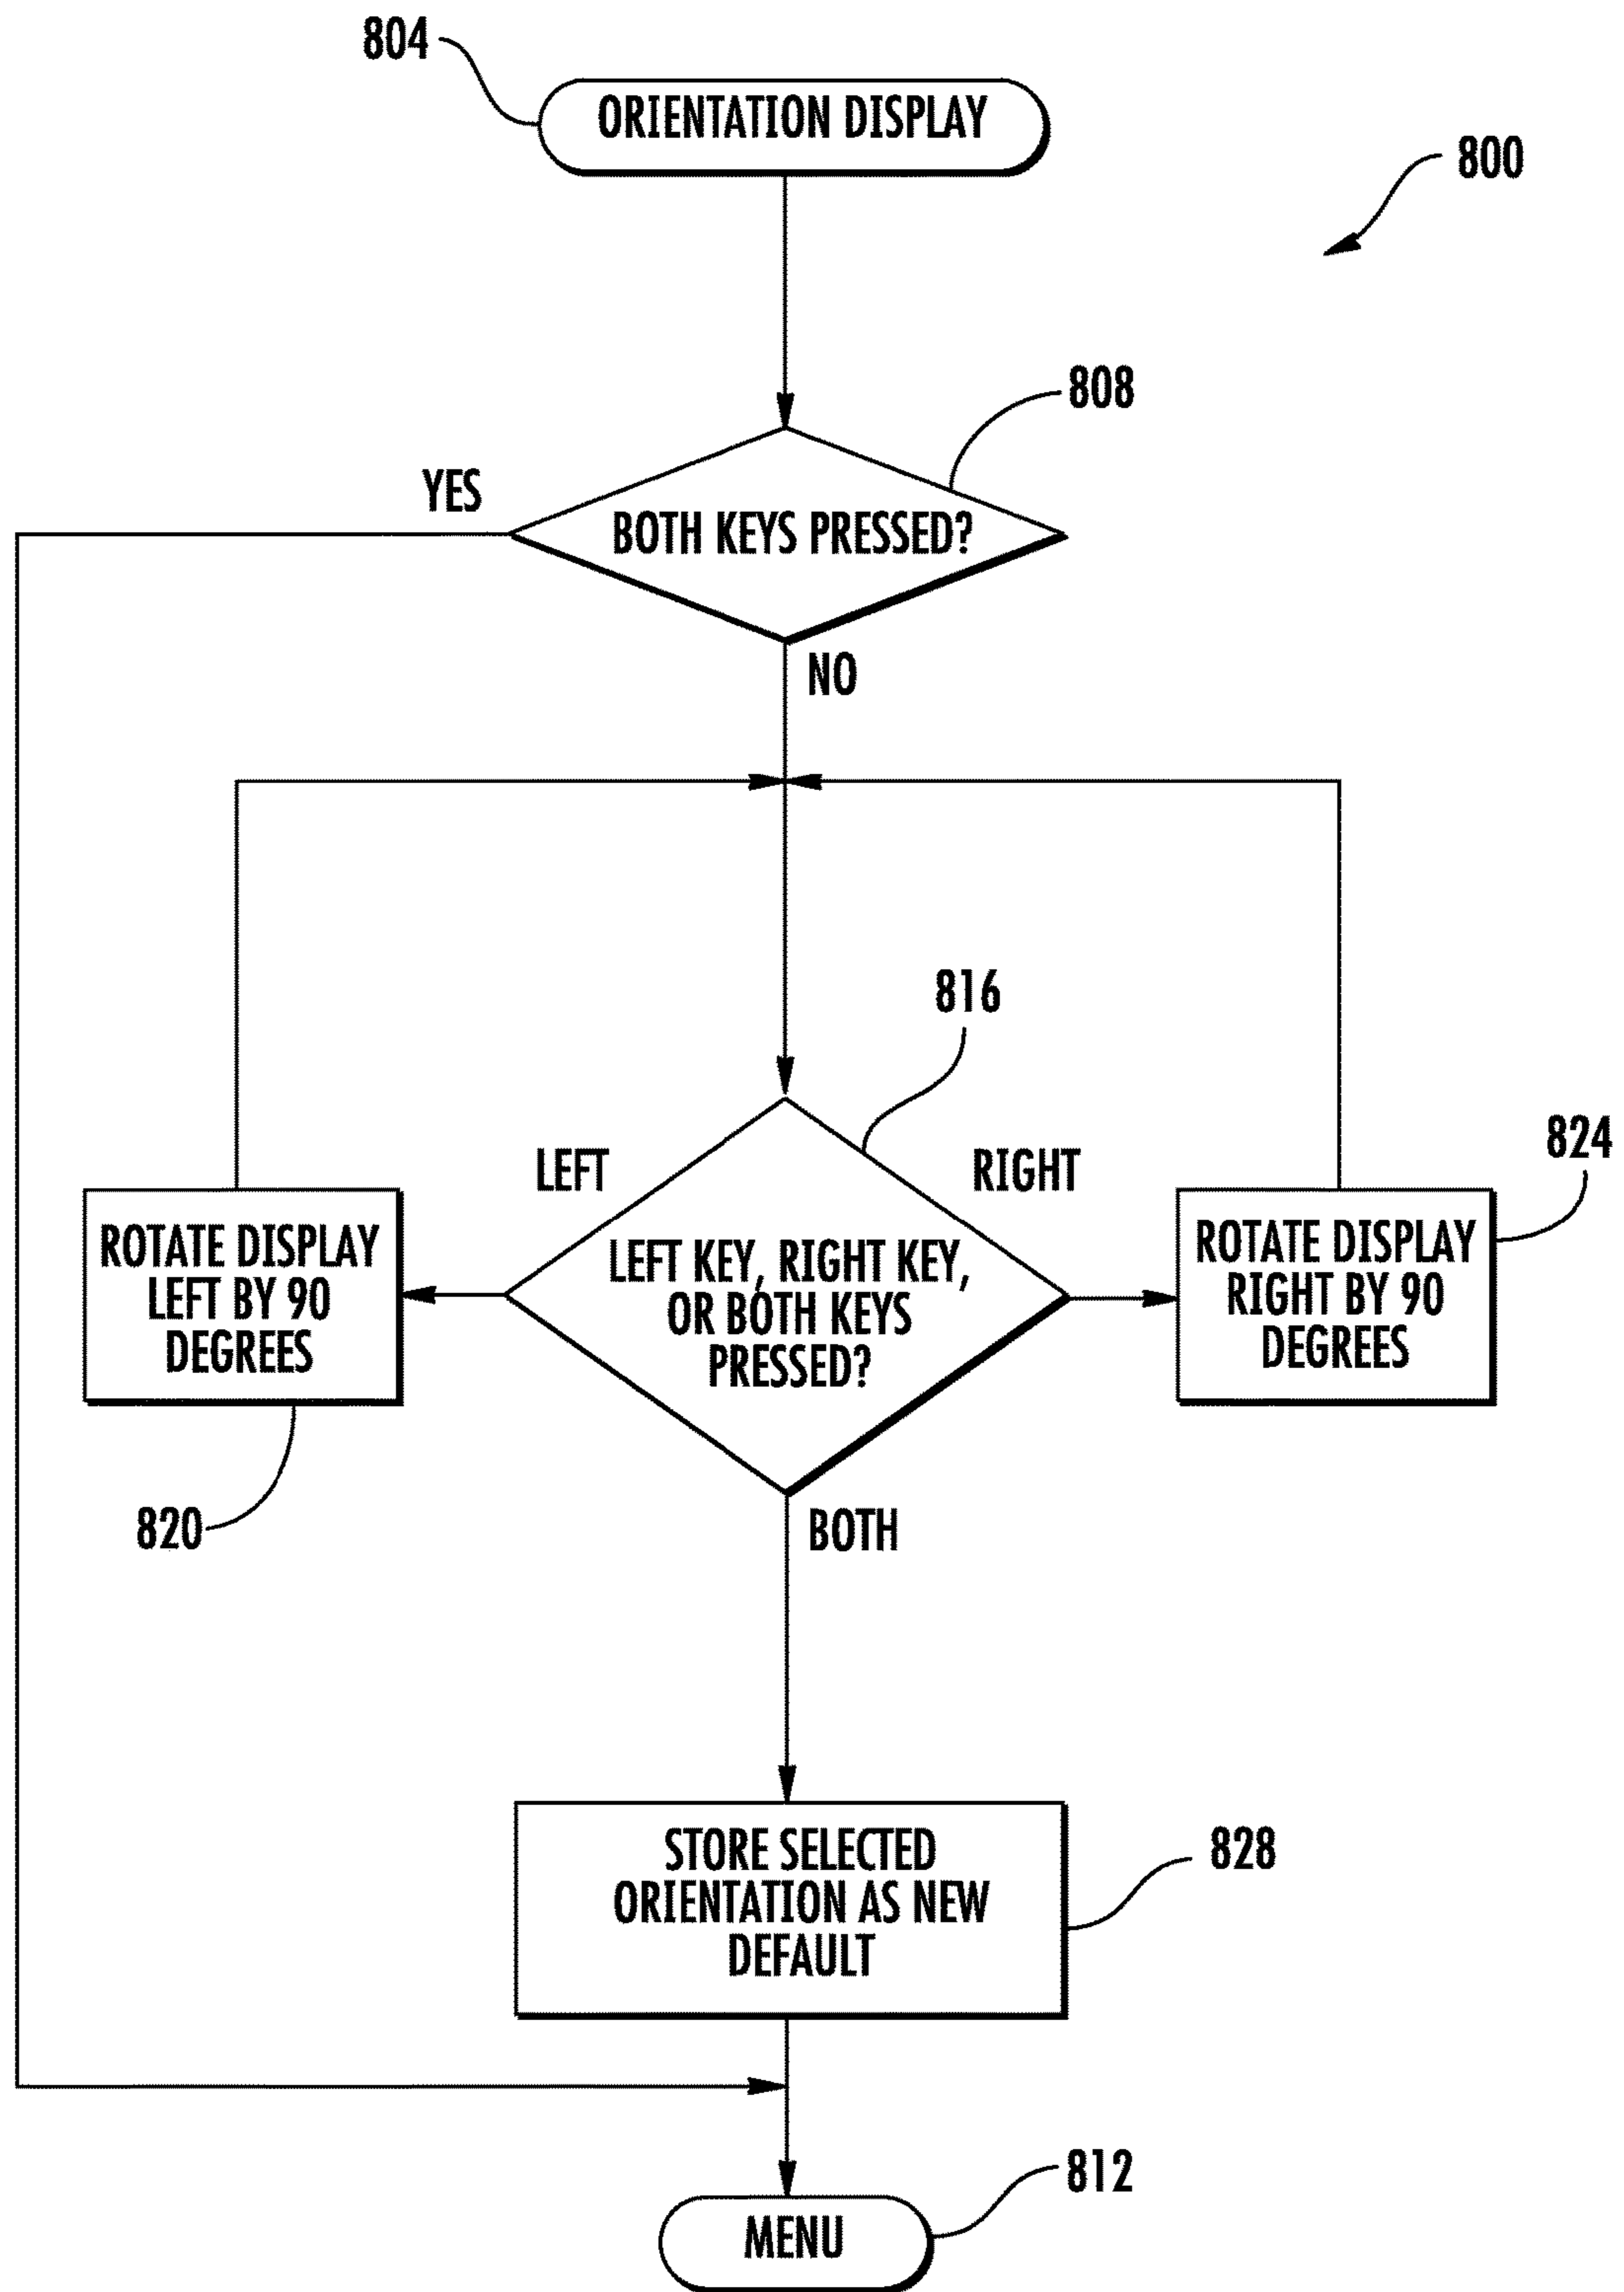 804
ORIENTATION DISPLAY
800
808
YES
BOTH KEYS PRESSED?
NO
816
LEFT
RIGHT
824
ROTATE DISPLAY
LEFT BY 90
DEGREES
LEFT KEY, RIGHT KEY,
OR BOTH KEYS
PRESSED?
ROTATE DISPLAY
RIGHT BY 90
DEGREES
820
BOTH
STORE SELECTED
ORIENTATION AS NEW
DEFAULT
828
812
MENU